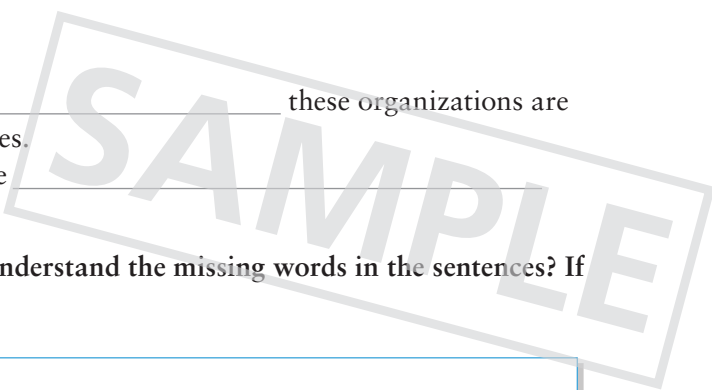 these organizations are
es.
e
nderstand the missing words in the sentences? If
SAMPLE